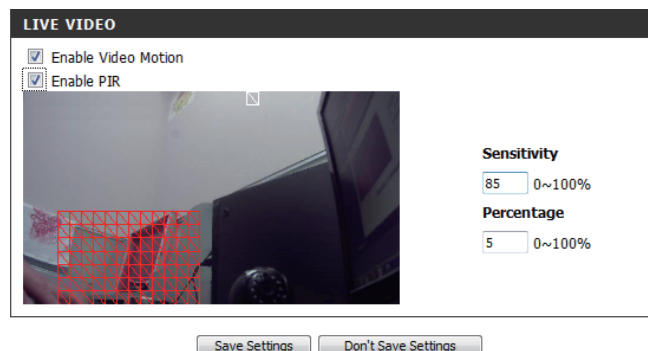 LIVE VIDEO
Enable Video Motion
Enable PIR
Sensitivity
85 0~100%
Percentage
5 0~100%
Save Settings Don't Save Settings